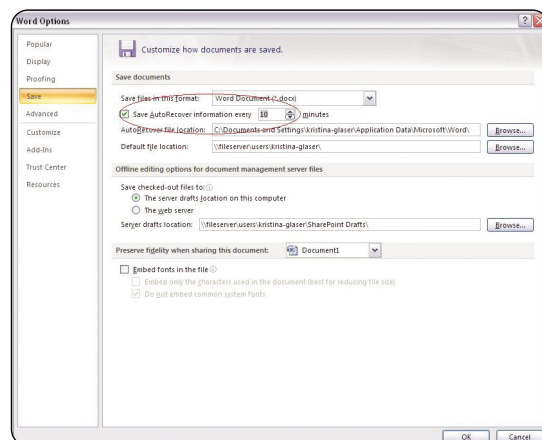 Word Options
Popular
Display
Proofing
Save
Advanced
Customize
Add-Ins
Trust Center
Resources
Customize how documents are saved.
Save documents
Save files in this format: Word Document (*.docx)
Save AutoRecover information every 10 minutes
AutoRecover file location: C:\Documents and Settings\kristina-glaser\Application Data\Microsoft\Word\ Browse...
Default file location: \\fileserver\users\kristina-glaser\ Browse...
Offline editing options for document management server files
Save checked-out files to:
The server drafts location on this computer
The web server
Server drafts location: \\fileserver\users\kristina-glaser\SharePoint Drafts\ Browse...
Preserve fidelity when sharing this document: Document1
Embed fonts in the file
Embed only the characters used in the document (best for reducing file size)
Do not embed common system fonts
OK Cancel